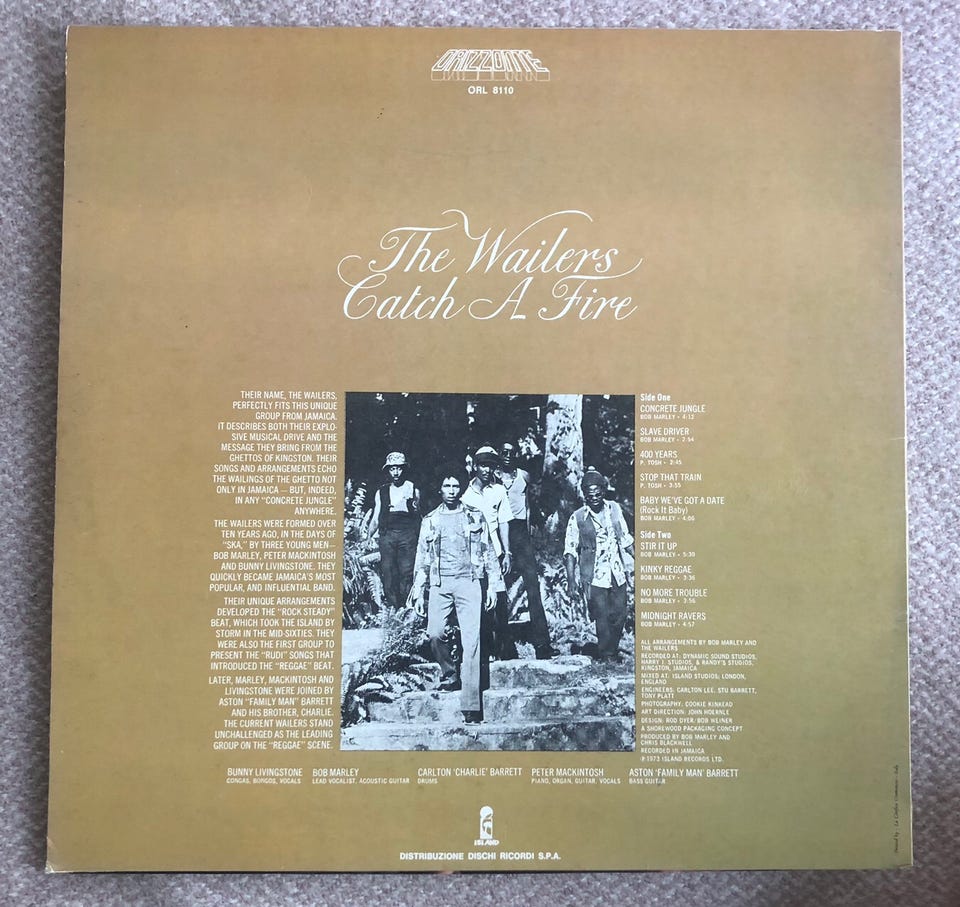 ORIZZONTE
ORL 8110
The Wailers
Catch A Fire
THEIR NAME, THE WAILERS,
PERFECTLY FITS THIS UNIQUE
GROUP FROM JAMAICA.
IT DESCRIBES BOTH THEIR EXPLO-
SIVE MUSICAL DRIVE AND THE
MESSAGE THEY BRING FROM THE
GHETTOS OF KINGSTON. THEIR
SONGS AND ARRANGEMENTS ECHO
THE WAILINGS OF THE GHETTO NOT
ONLY IN JAMAICA — BUT, INDEED,
IN ANY "CONCRETE JUNGLE"
ANYWHERE.
THE WAILERS WERE FORMED OVER
TEN YEARS AGO, IN THE DAYS OF
"SKA," BY THREE YOUNG MEN—
BOB MARLEY, PETER MACKINTOSH
AND BUNNY LIVINGSTONE. THEY
QUICKLY BECAME JAMAICA'S MOST
POPULAR, AND INFLUENTIAL BAND.
THEIR UNIQUE ARRANGEMENTS
DEVELOPED THE "ROCK STEADY"
BEAT, WHICH TOOK THE ISLAND BY
STORM IN THE MID-SIXTIES. THEY
WERE ALSO THE FIRST GROUP TO
PRESENT THE "RUDI" SONGS THAT
INTRODUCED THE "REGGAE" BEAT.
LATER, MARLEY, MACKINTOSH AND
LIVINGSTONE WERE JOINED BY
ASTON "FAMILY MAN" BARRETT
AND HIS BROTHER, CHARLIE.
THE CURRENT WAILERS STAND
UNCHALLENGED AS THE LEADING
GROUP ON THE "REGGAE" SCENE.
Side One
CONCRETE JUNGLE
BOB MARLEY - 4:12
SLAVE DRIVER
BOB MARLEY - 2:54
400 YEARS
P. TOSH - 2:45
STOP THAT TRAIN
P. TOSH - 3:55
BABY WE'VE GOT A DATE
(Rock It Baby)
BOB MARLEY - 4:06
Side Two
STIR IT UP
BOB MARLEY - 5:30
KINKY REGGAE
BOB MARLEY - 3:36
NO MORE TROUBLE
BOB MARLEY - 3:56
MIDNIGHT RAVERS
BOB MARLEY - 4:57
ALL ARRANGEMENTS BY BOB MARLEY AND
THE WAILERS
RECORDED AT: DYNAMIC SOUND STUDIOS,
HARRY J. STUDIOS, & RANDY'S STUDIOS,
KINGSTON, JAMAICA
MIXED AT: ISLAND STUDIOS; LONDON,
ENGLAND
ENGINEERS: CARLTON LEE, STU BARRETT,
TONY PLATT
PHOTOGRAPHY: COOKIE KINKEAD
ART DIRECTION: JOHN HOERNLE
DESIGN: ROD DYER/BOB WEINER
A SHOREWOOD PACKAGING CONCEPT
PRODUCED BY BOB MARLEY AND
CHRIS BLACKWELL
RECORDED IN JAMAICA
℗ 1973 ISLAND RECORDS LTD.
BUNNY LIVINGSTONE
CONGAS, BONGOS, VOCALS
BOB MARLEY
LEAD VOCALIST, ACOUSTIC GUITAR
CARLTON 'CHARLIE' BARRETT
DRUMS
PETER MACKINTOSH
PIANO, ORGAN, GUITAR, VOCALS
ASTON 'FAMILY MAN' BARRETT
BASS GUITAR
ISLAND
DISTRIBUZIONE DISCHI RICORDI S.P.A.